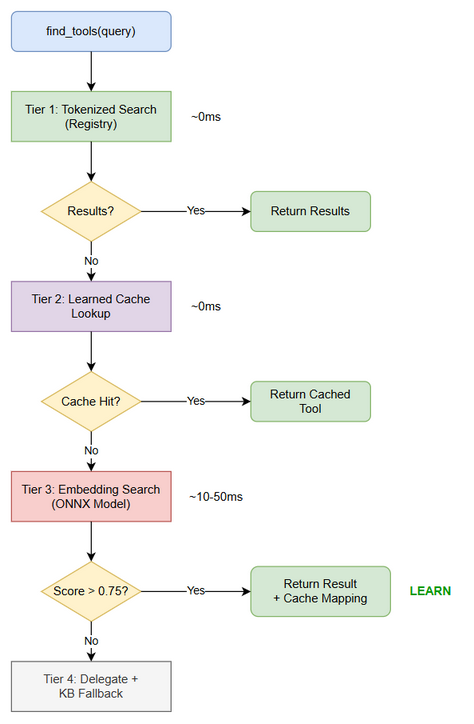 find_tools(query)
Tier 1: Tokenized Search
(Registry)
~0ms
Results?
Yes
Return Results
No
Tier 2: Learned Cache
Lookup
~0ms
Cache Hit?
Yes
Return Cached
Tool
No
Tier 3: Embedding Search
(ONNX Model)
~10-50ms
Score > 0.75?
Yes
Return Result
+ Cache Mapping
LEARN
No
Tier 4: Delegate +
KB Fallback